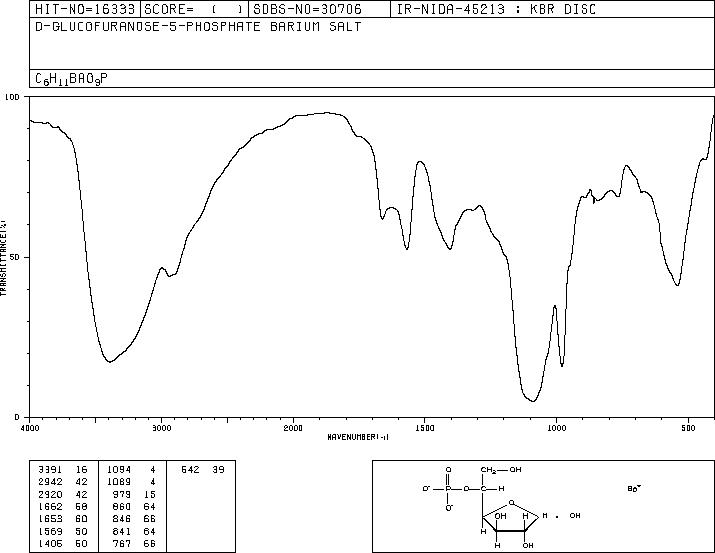 HIT-NO=16333 SCORE= ( ) SDBS-NO=30706 IR-NIDA-45213 : KBR DISC
D-GLUCOFURANOSE-5-PHOSPHATE BARIUM SALT
C6H11BAO9P
100
50
0
TRANSMITTANCE(%)
4000 3000 2000 1500 1000 500
WAVENUMBER(-1)
3391 16 1094 4 542 39
2942 42 1069 4
2920 42 979 15
1662 60 860 64
1653 60 846 66
1569 50 841 64
1406 50 767 66
O CH2 OH
O- P O C H Ba++
O- O
OH H H . OH
H H
H OH